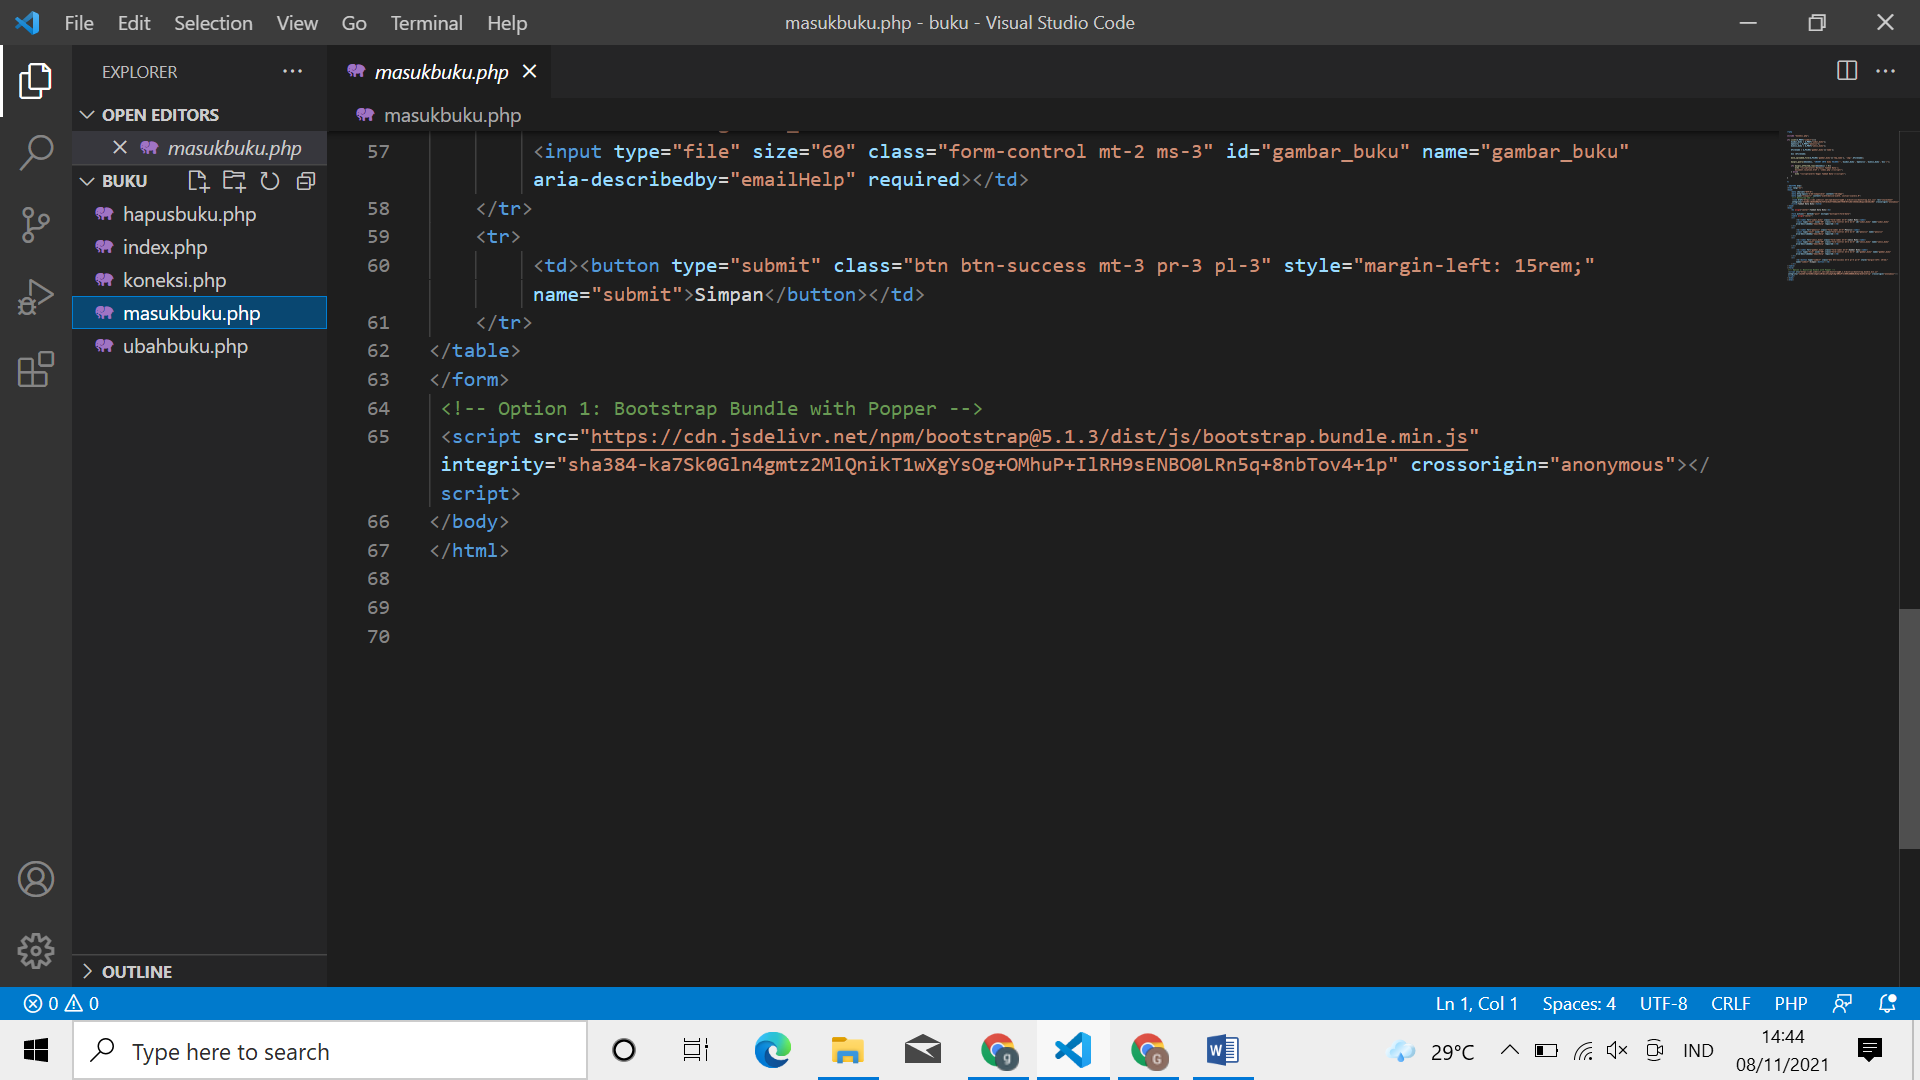 File Edit Selection View Go Terminal Help
masukbuku.php - buku - Visual Studio Code
EXPLORER
OPEN EDITORS
masukbuku.php
BUKU
hapusbuku.php
index.php
koneksi.php
masukbuku.php
ubahbuku.php
OUTLINE
masukbuku.php
masukbuku.php
57 <input type="file" size="60" class="form-control mt-2 ms-3" id="gambar_buku" name="gambar_buku"
aria-describedby="emailHelp" required></td>
58 </tr>
59 <tr>
60 <td><button type="submit" class="btn btn-success mt-3 pr-3 pl-3" style="margin-left: 15rem;"
name="submit">Simpan</button></td>
61 </tr>
62 </table>
63 </form>
64 <!-- Option 1: Bootstrap Bundle with Popper -->
65 <script src="https://cdn.jsdelivr.net/npm/bootstrap@5.1.3/dist/js/bootstrap.bundle.min.js"
integrity="sha384-ka7Sk0Gln4gmtz2MlQnikT1wXgYsOg+OMhuP+IlRH9sENBO0LRn5q+8nbTov4+1p" crossorigin="anonymous"></
script>
66 </body>
67 </html>
68
69
70
0 0
Ln 1, Col 1 Spaces: 4 UTF-8 CRLF PHP
Type here to search
29°C
IND
14:44
08/11/2021